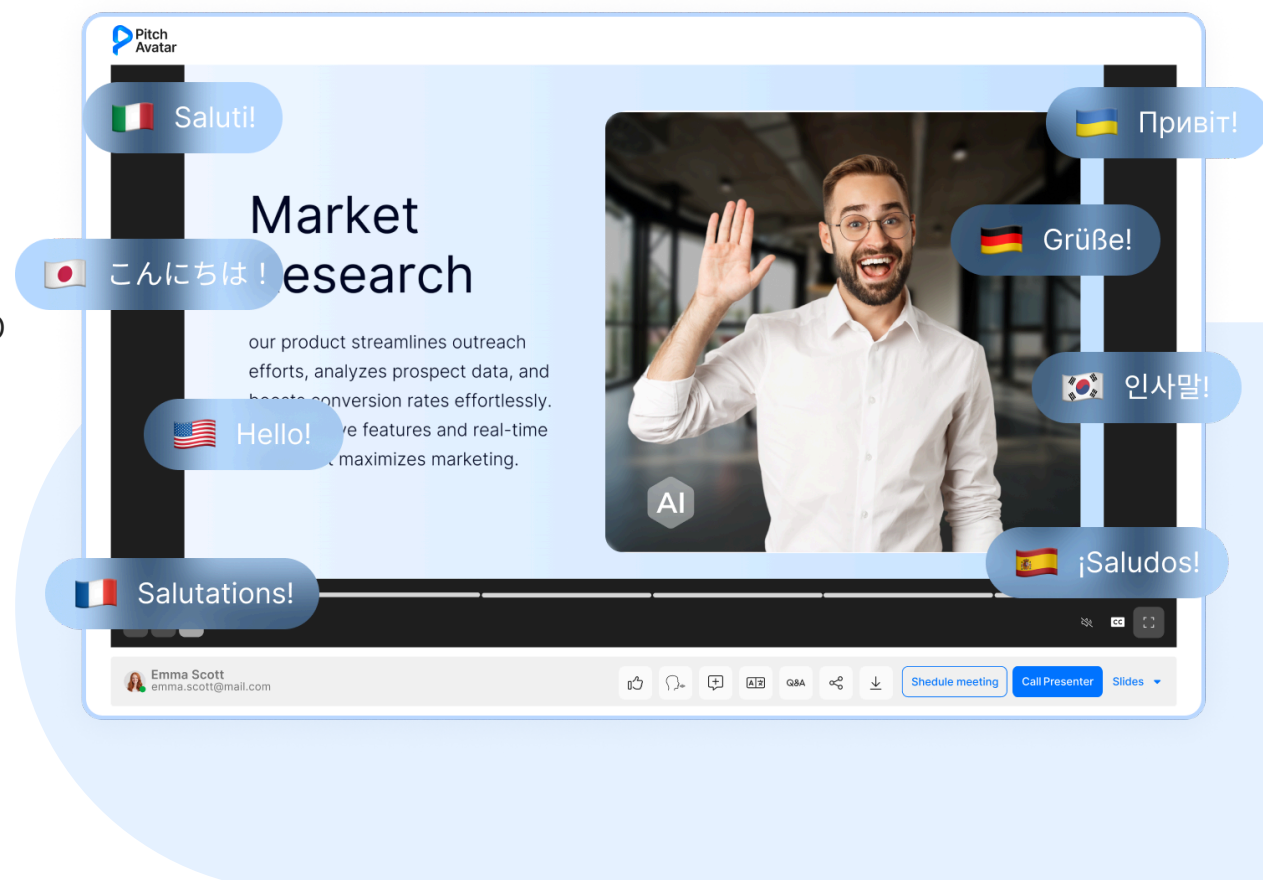 Pitch
Avatar
Saluti!
Привіт!
Market
Grüße!
こんにちは！
esearch
our product streamlines outreach
efforts, analyzes prospect data, and
conversion rates effortlessly.
인사말!
Hello!
features and real-time
maximizes marketing.
AI
¡Saludos!
Salutations!
CC
Emma Scott
emma.scott@mail.com
Q&A
Shedule meeting
Call Presenter
Slides